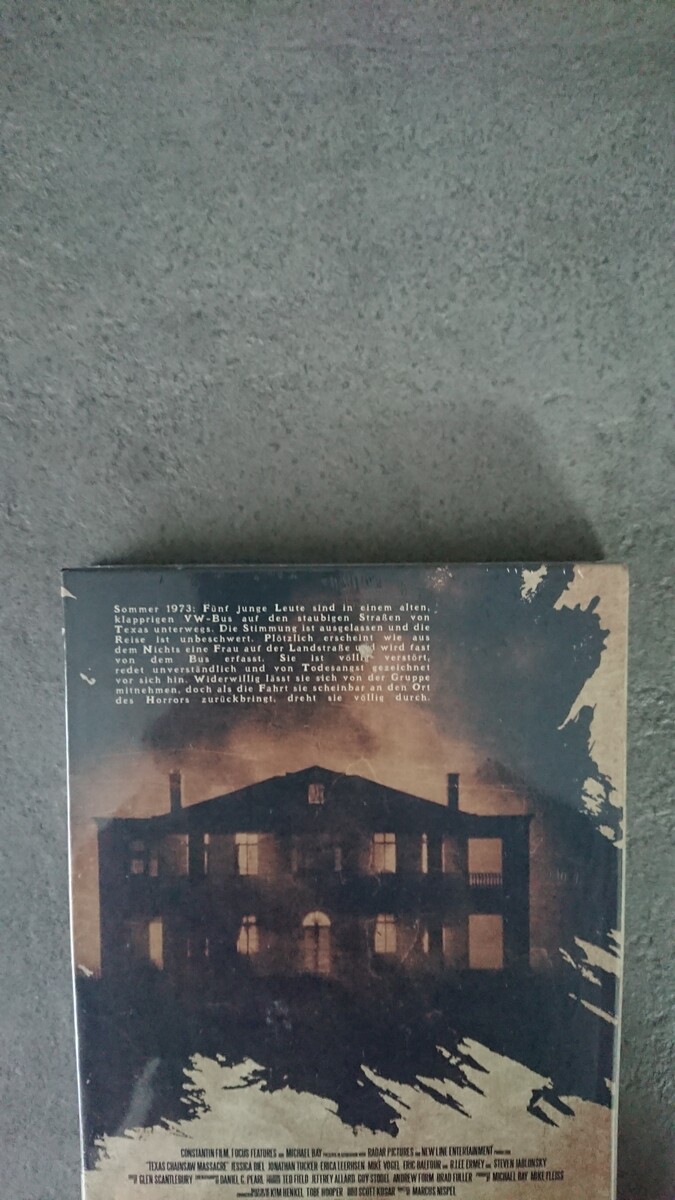 Sommer 1973: Fünf junge Leute sind in einem alten,
klapprigen VW-Bus auf den staubigen Straßen von
Texas unterwegs. Die Stimmung ist ausgelassen und die
Reise ist unbeschwert. Plötzlich erscheint wie aus
dem Nichts eine Frau auf der Landstraße und wird fast
von dem Bus erfasst. Sie ist völlig verstört,
redet unverständlich und von Todesangst gezeichnet
vor sich hin. Widerwillig lässt sie sich von der Gruppe
mitnehmen, doch als die Fahrt sie scheinbar an den Ort
des Horrors zurückbringt, dreht sie völlig durch.
CONSTANTIN FILM, FOCUS FEATURES AND MICHAEL BAY RADAR PICTURES AND NEW LINE ENTERTAINMENT
"TEXAS CHAINSAW MASSACRE" JESSICA BIEL JONATHAN TUCKER ERICA LEERHSEN MIKE VOGEL ERIC BALFOUR AND R.LEE ERMEY STEVEN JABLONSKY
GLEN SCANTLEBURY DANIEL C. PEARL TED FIELD JEFFREY ALLARD GUY STODEL ANDREW FORM BRAD FULLER MICHAEL BAY MIKE FLEISS
KIM HENKEL TOBE HOOPER SCOTT KOSAR MARCUS NISPEL